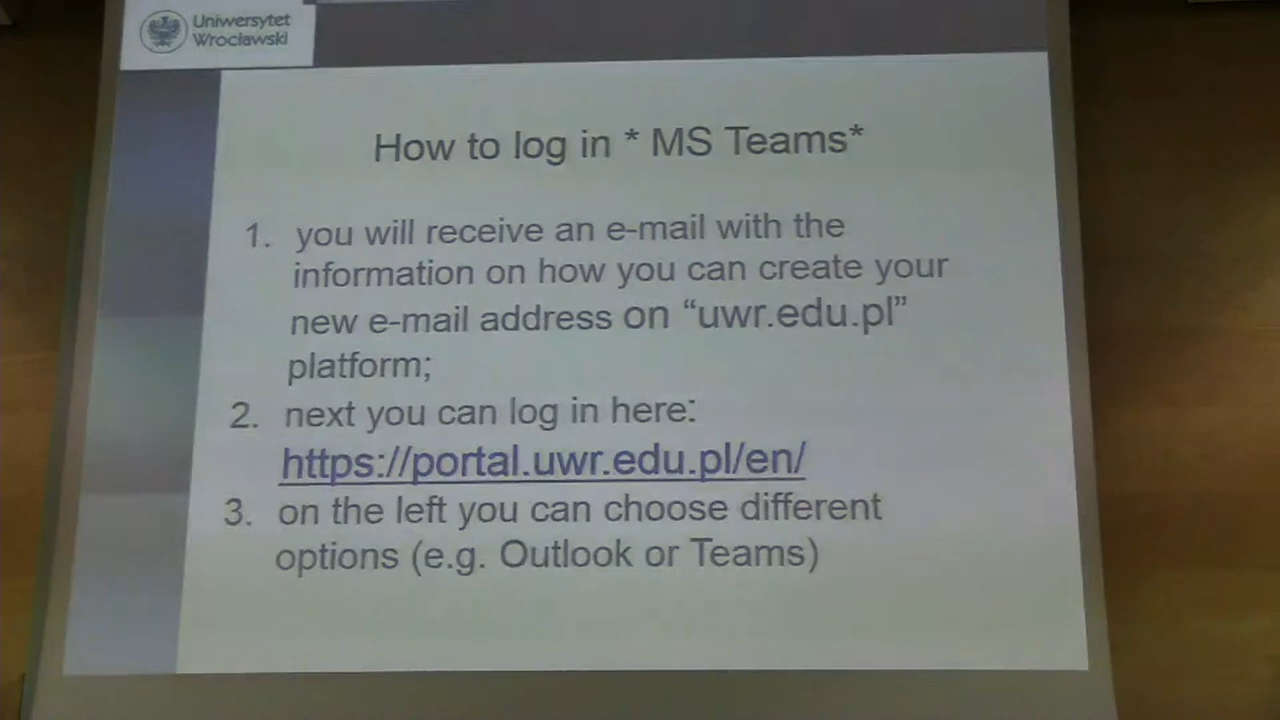 Uniwersytet
Wrocławski
How to log in * MS Teams*
1. you will receive an e-mail with the
information on how you can create your
new e-mail address on “uwr.edu.pl”
platform;
2. next you can log in here:
https://portal.uwr.edu.pl/en/
3. on the left you can choose different
options (e.g. Outlook or Teams)